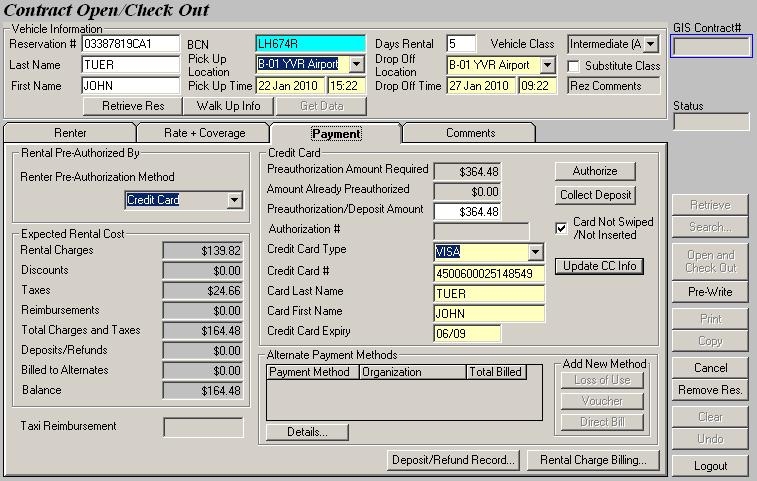 Contract Open/Check Out
Vehicle Information
GIS Contract#
Reservation # 03387819CA1 BCN LH674R Days Rental 5 Vehicle Class Intermediate (A
Last Name TUER Pick Up Location B-01 YVR Airport Drop Off Location B-01 YVR Airport Substitute Class
First Name JOHN Pick Up Time 22 Jan 2010 15:22 Drop Off Time 27 Jan 2010 09:22 Rez Comments
Retrieve Res Walk Up Info Get Data
Status
Renter Rate + Coverage Payment Comments
Rental Pre-Authorized By
Renter Pre-Authorization Method
Credit Card
Expected Rental Cost
Rental Charges $139.82
Discounts $0.00
Taxes $24.66
Reimbursements $0.00
Total Charges and Taxes $164.48
Deposits/Refunds $0.00
Billed to Alternates $0.00
Balance $164.48
Taxi Reimbursement
Credit Card
Preauthorization Amount Required $364.48
Amount Already Preauthorized $0.00
Preauthorization/Deposit Amount $364.48
Authorization #
Credit Card Type VISA
Credit Card # 4500600025148549
Card Last Name TUER
Card First Name JOHN
Credit Card Expiry 06/09
Authorize
Collect Deposit
Card Not Swiped
/Not Inserted
Update CC Info
Alternate Payment Methods
Payment Method Organization Total Billed
Details...
Add New Method
Loss of Use
Voucher
Direct Bill
Deposit/Refund Record... Rental Charge Billing...
Retrieve
Search...
Open and
Check Out
Pre-Write
Print
Copy
Cancel
Remove Res.
Clear
Undo
Logout